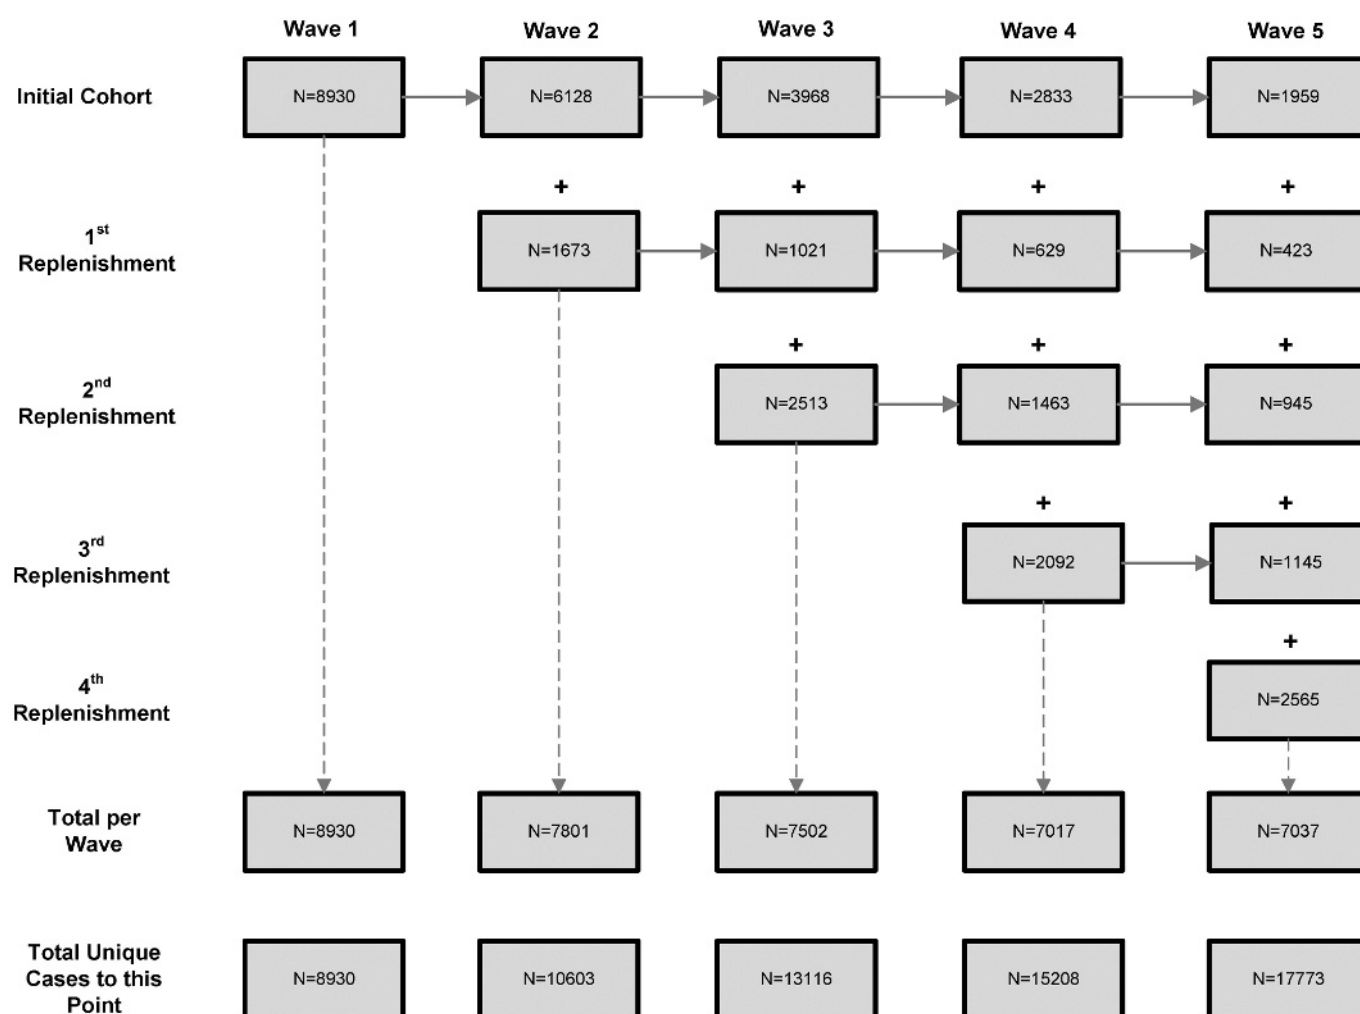 Wave 1 Wave 2 Wave 3 Wave 4 Wave 5
Initial Cohort N=8930 N=6128 N=3968 N=2833 N=1959
+ + + +
1st
Replenishment N=1673 N=1021 N=629 N=423
+ + +
2nd
Replenishment N=2513 N=1463 N=945
+ +
3rd
Replenishment N=2092 N=1145
+
4th
Replenishment N=2565
Total per
Wave N=8930 N=7801 N=7502 N=7017 N=7037
Total Unique
Cases to this N=8930 N=10603 N=13116 N=15208 N=17773
Point